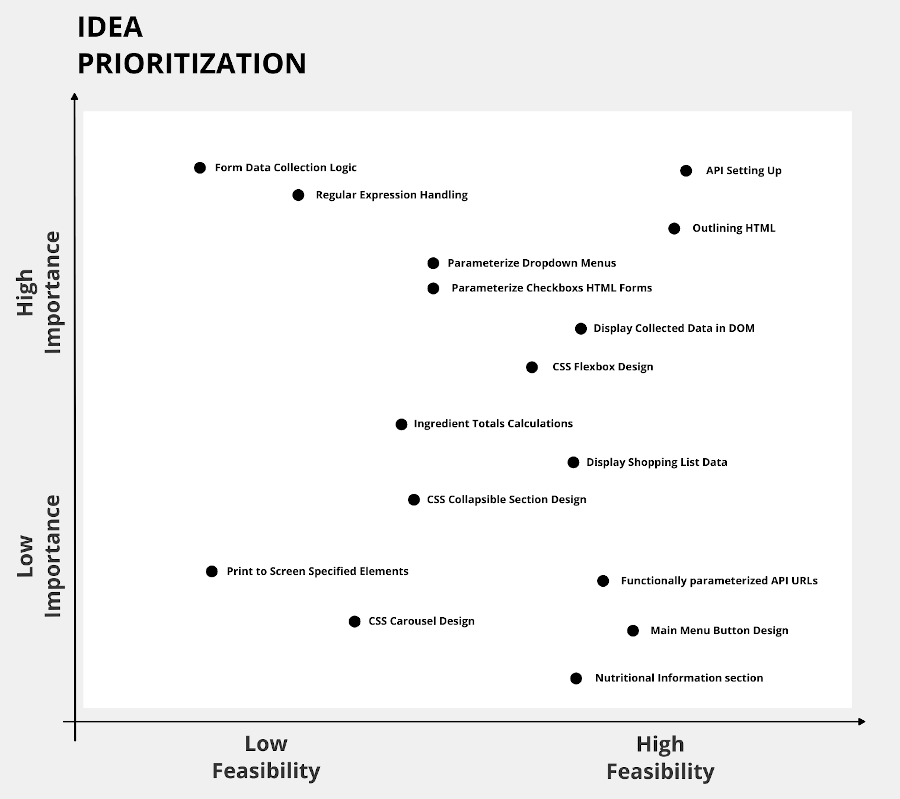 IDEA
PRIORITIZATION
Form Data Collection Logic
API Setting Up
Regular Expression Handling
Outlining HTML
High
Importance
Parameterize Dropdown Menus
Parameterize Checkboxs HTML Forms
Display Collected Data in DOM
CSS Flexbox Design
Ingredient Totals Calculations
Display Shopping List Data
CSS Collapsible Section Design
Low
Importance
Print to Screen Specified Elements
Functionally parameterized API URLs
CSS Carousel Design
Main Menu Button Design
Nutritional Information section
Low
Feasibility
High
Feasibility